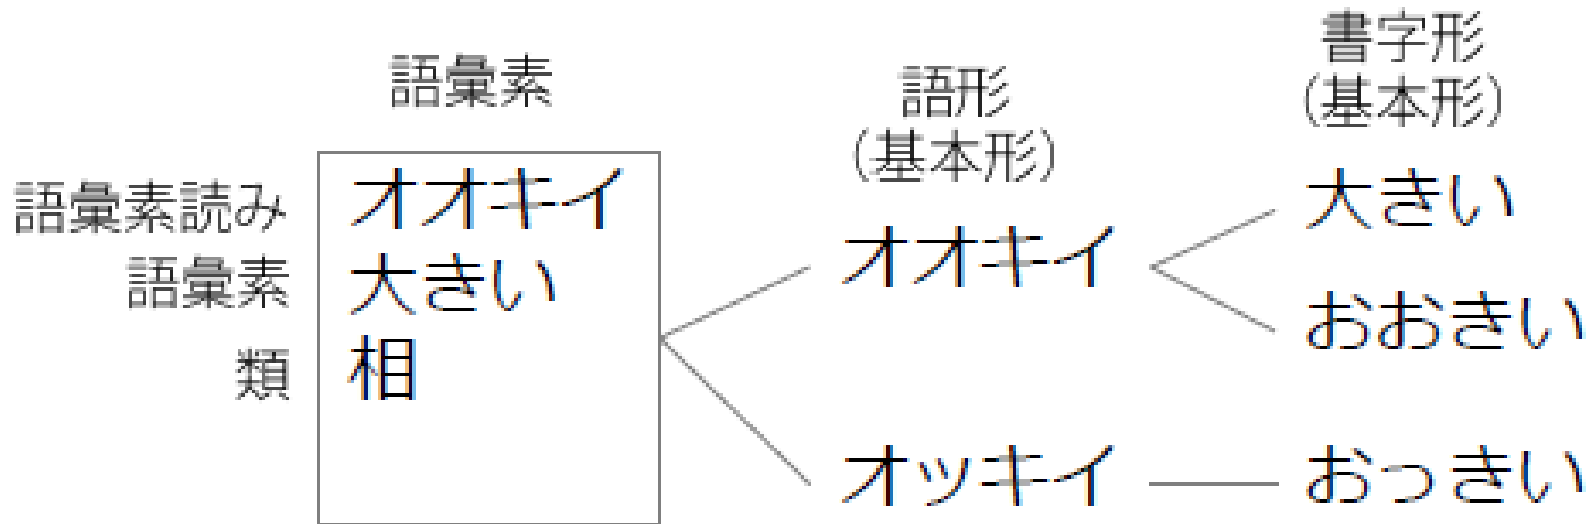 語彙素
語形
(基本形)
書字形
(基本形)
語彙素読み
オオキイ
語彙素
大きい
類
相
オオキイ
オッキイ
大きい
おおきい
おっきい